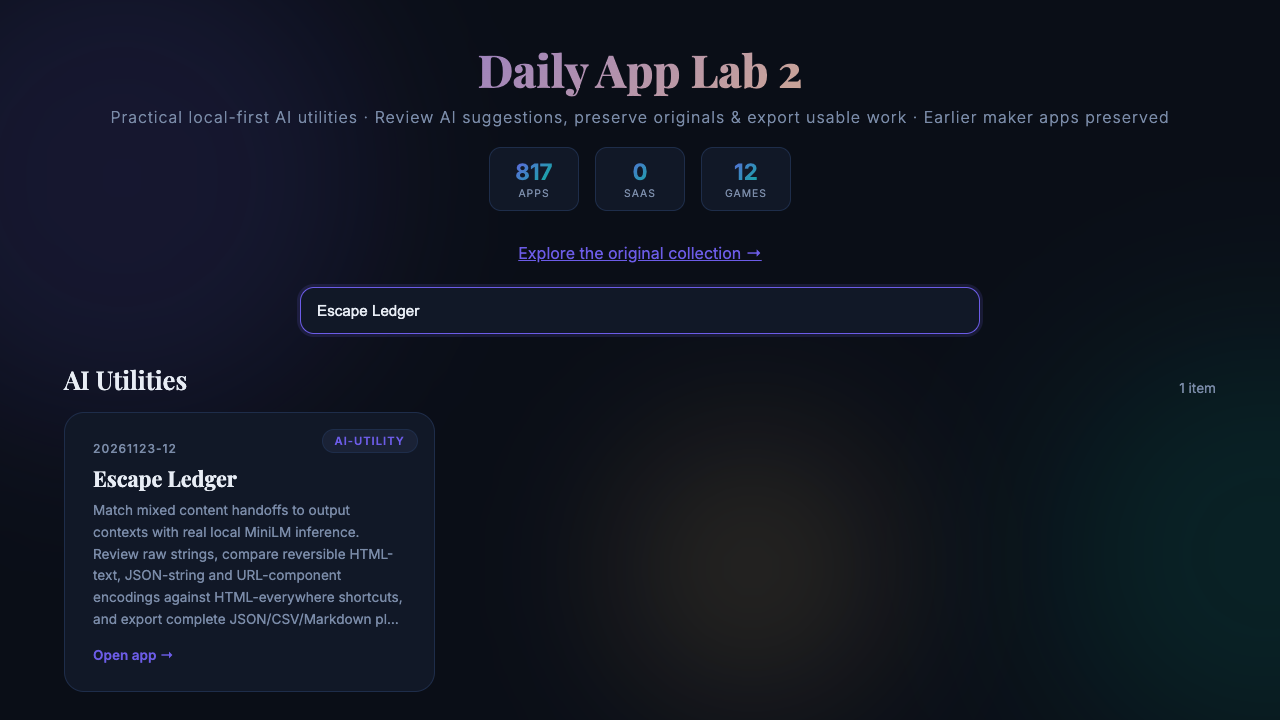 Daily App Lab 2
Practical local-first AI utilities · Review AI suggestions, preserve originals & export usable work · Earlier maker apps preserved
817
APPS
0
SAAS
12
GAMES
Explore the original collection →
Escape Ledger
AI Utilities
1 item
20261123-12
AI-UTILITY
Escape Ledger
Match mixed content handoffs to output
contexts with real local MiniLM inference.
Review raw strings, compare reversible HTML-
text, JSON-string and URL-component
encodings against HTML-everywhere shortcuts,
and export complete JSON/CSV/Markdown pl...
Open app →